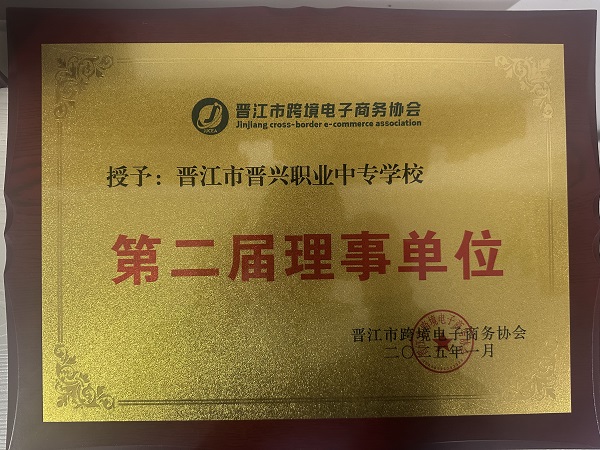 晋江市跨境电子商务协会
Jinjiang cross-border e-commerce association
授予：晋江市晋兴职业中专学校
第二届理事单位
晋江市跨境电子商务协会
二〇二五年一月